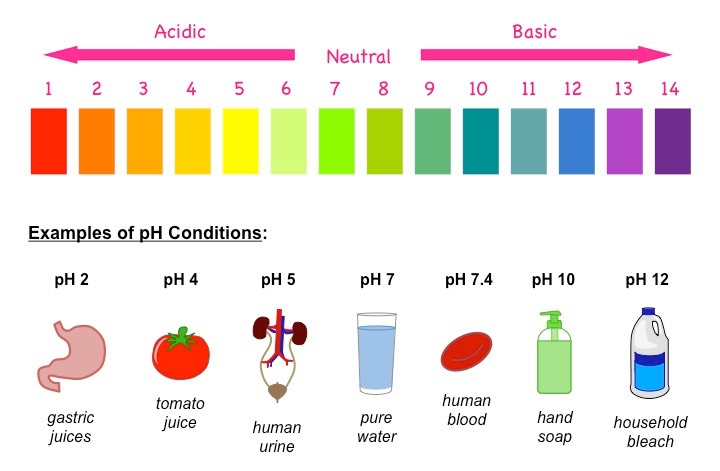 Acidic Basic
Neutral
1 2 3 4 5 6 7 8 9 10 11 12 13 14
Examples of pH Conditions:
pH 2 pH 4 pH 5 pH 7 pH 7.4 pH 10 pH 12
gastric juices
tomato juice
human urine
pure water
human blood
hand soap
household bleach